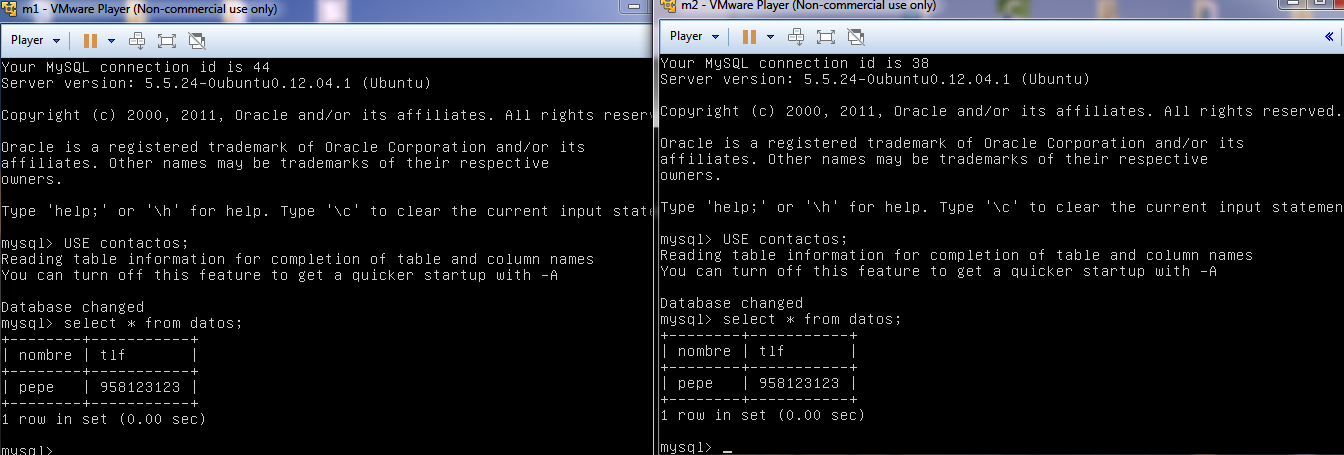 m1 - VMware Player (Non-commercial use only)
Player
Your MySQL connection id is 44
Server version: 5.5.24-0ubuntu0.12.04.1 (Ubuntu)
Copyright (c) 2000, 2011, Oracle and/or its affiliates. All rights reserv
Oracle is a registered trademark of Oracle Corporation and/or its
affiliates. Other names may be trademarks of their respective
owners.
Type 'help;' or '\h' for help. Type '\c' to clear the current input state
mysql> USE contactos;
Reading table information for completion of table and column names
You can turn off this feature to get a quicker startup with -A
Database changed
mysql> select * from datos;
+--------+-----------+
| nombre | tlf       |
+--------+-----------+
| pepe   | 958123123 |
+--------+-----------+
1 row in set (0.00 sec)
mysql>
m2 - VMware Player (Non-commercial use only)
Player
Your MySQL connection id is 38
Server version: 5.5.24-0ubuntu0.12.04.1 (Ubuntu)
Copyright (c) 2000, 2011, Oracle and/or its affiliates. All rights reserved.
Oracle is a registered trademark of Oracle Corporation and/or its
affiliates. Other names may be trademarks of their respective
owners.
Type 'help;' or '\h' for help. Type '\c' to clear the current input statemen
mysql> USE contactos;
Reading table information for completion of table and column names
You can turn off this feature to get a quicker startup with -A
Database changed
mysql> select * from datos;
+--------+-----------+
| nombre | tlf       |
+--------+-----------+
| pepe   | 958123123 |
+--------+-----------+
1 row in set (0.00 sec)
mysql> _